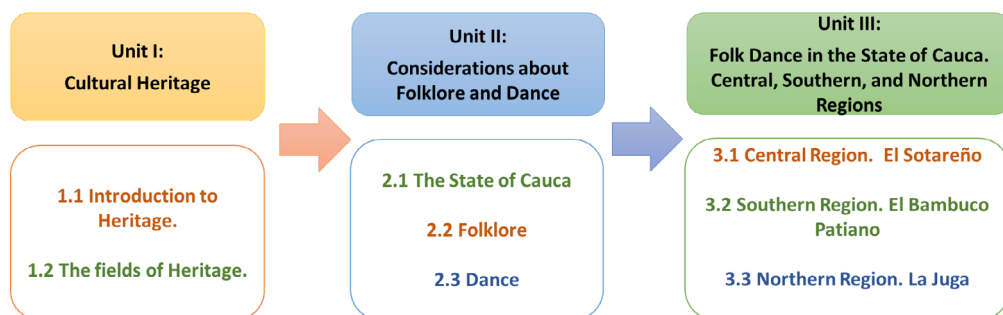 Unit I:
Cultural Heritage
1.1 Introduction to
Heritage.
1.2 The fields of Heritage.
Unit II:
Considerations about
Folklore and Dance
2.1 The State of Cauca
2.2 Folklore
2.3 Dance
Unit III:
Folk Dance in the State of Cauca.
Central, Southern, and Northern
Regions
3.1 Central Region. El Sotareño
3.2 Southern Region. El Bambuco
Patiano
3.3 Northern Region. La Juga